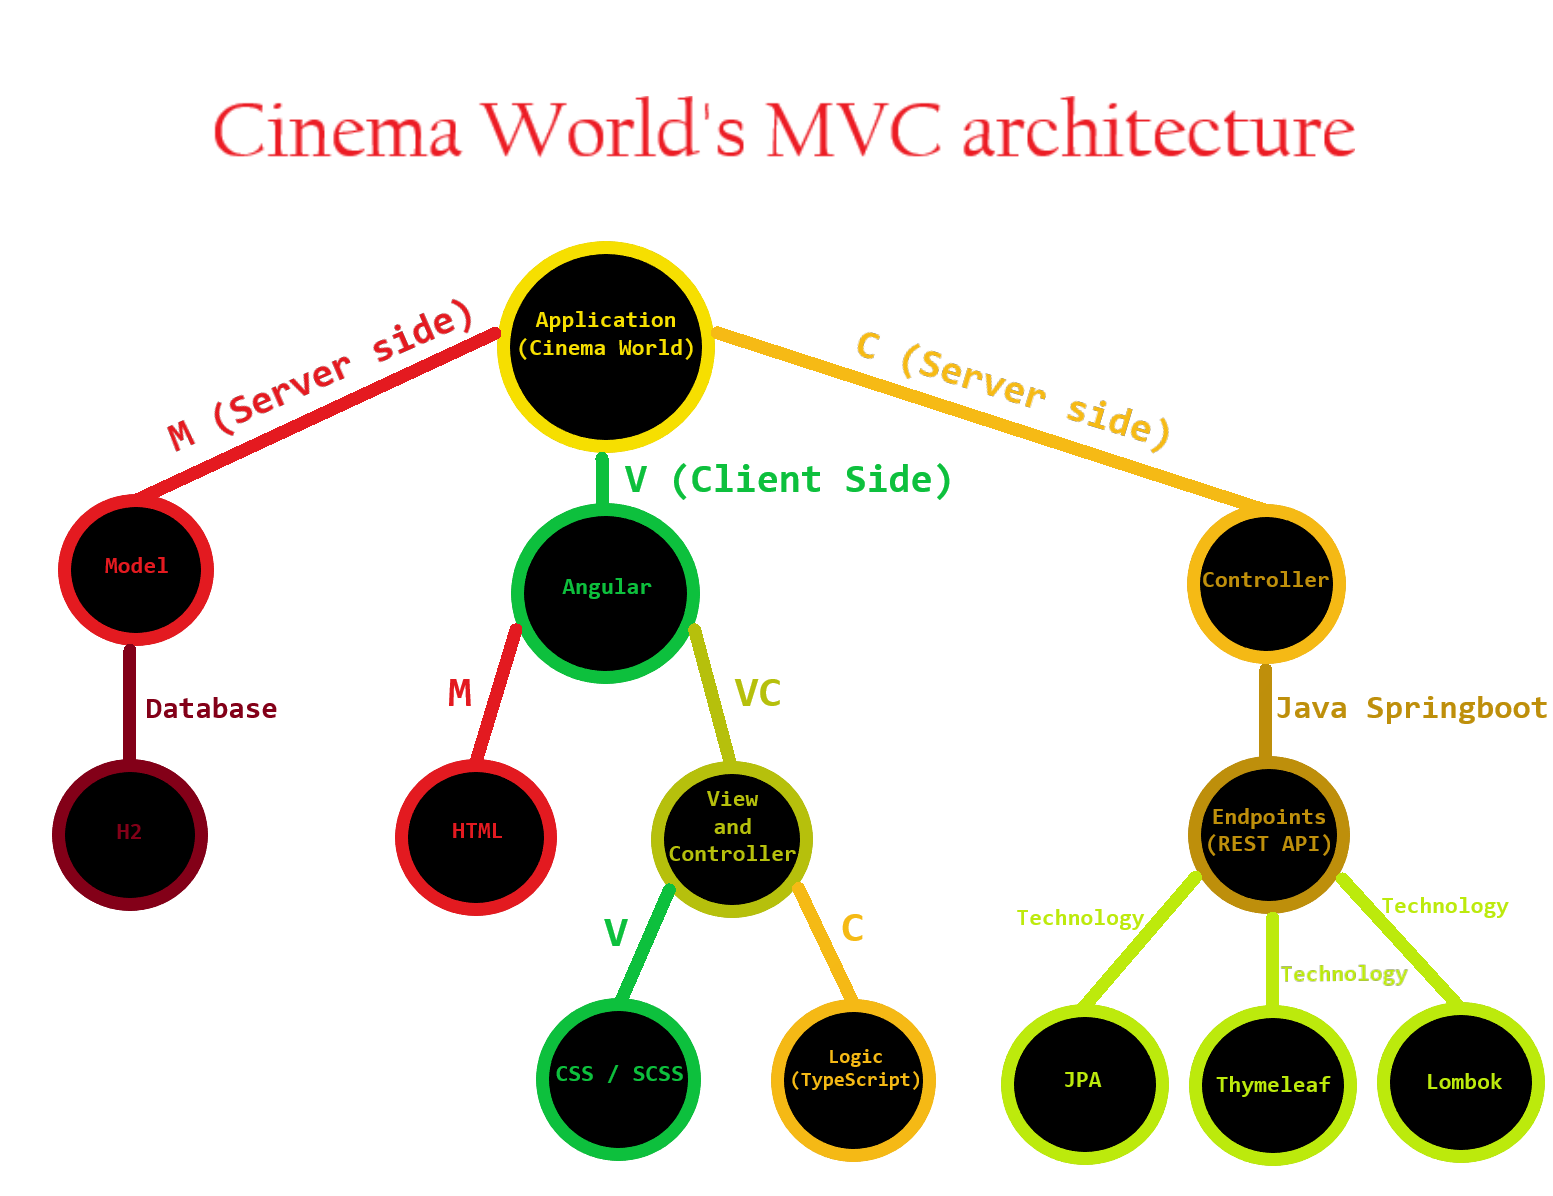 Cinema World's MVC architecture
Application
(Cinema World)
M (Server side)
C (Server side)
V (Client Side)
Model
Angular
Controller
M
VC
Database
Java Springboot
H2
HTML
View
and
Controller
Endpoints
(REST API)
V
C
Technology
Technology
Technology
CSS / SCSS
Logic
(TypeScript)
JPA
Thymeleaf
Lombok